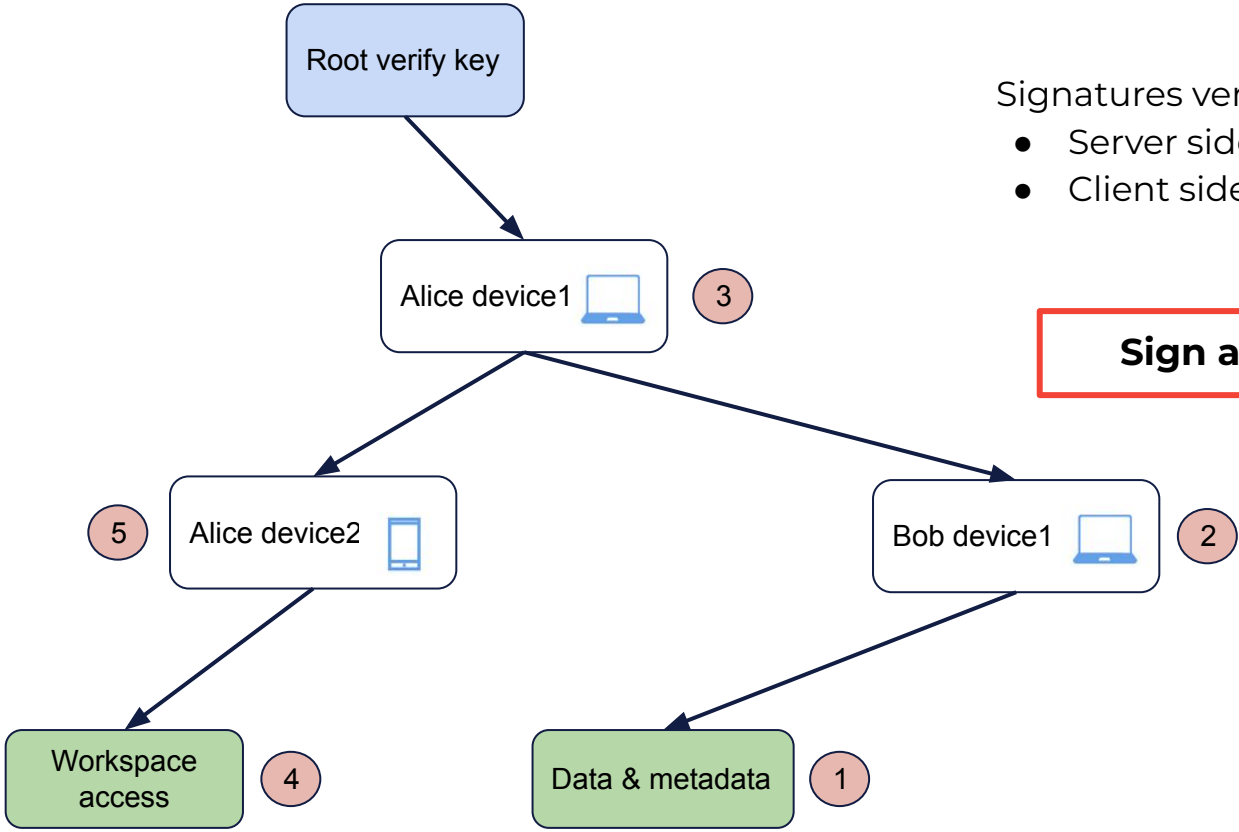 Root verify key
Signatures ver
● Server side
● Client side
Alice device1
3
Sign a
5
Alice device2
Bob device1
2
Workspace
access
4
Data & metadata
1